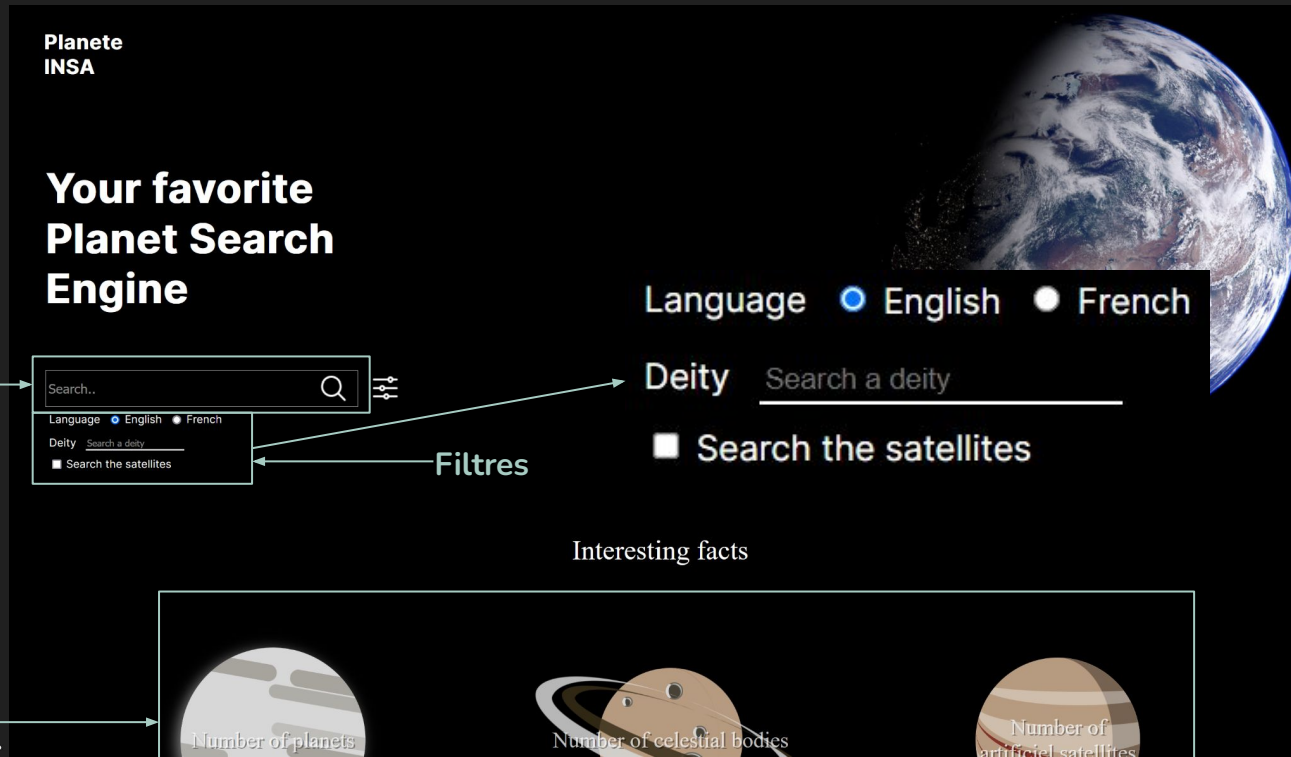 Planete
INSA
Your favorite
Planet Search
Engine
Search..
Language English French
Deity Search a deity
Search the satellites
Filtres
Language English French
Deity Search a deity
Search the satellites
Interesting facts
Number of planets
Number of celestial bodies
Number of
artificiel satellites